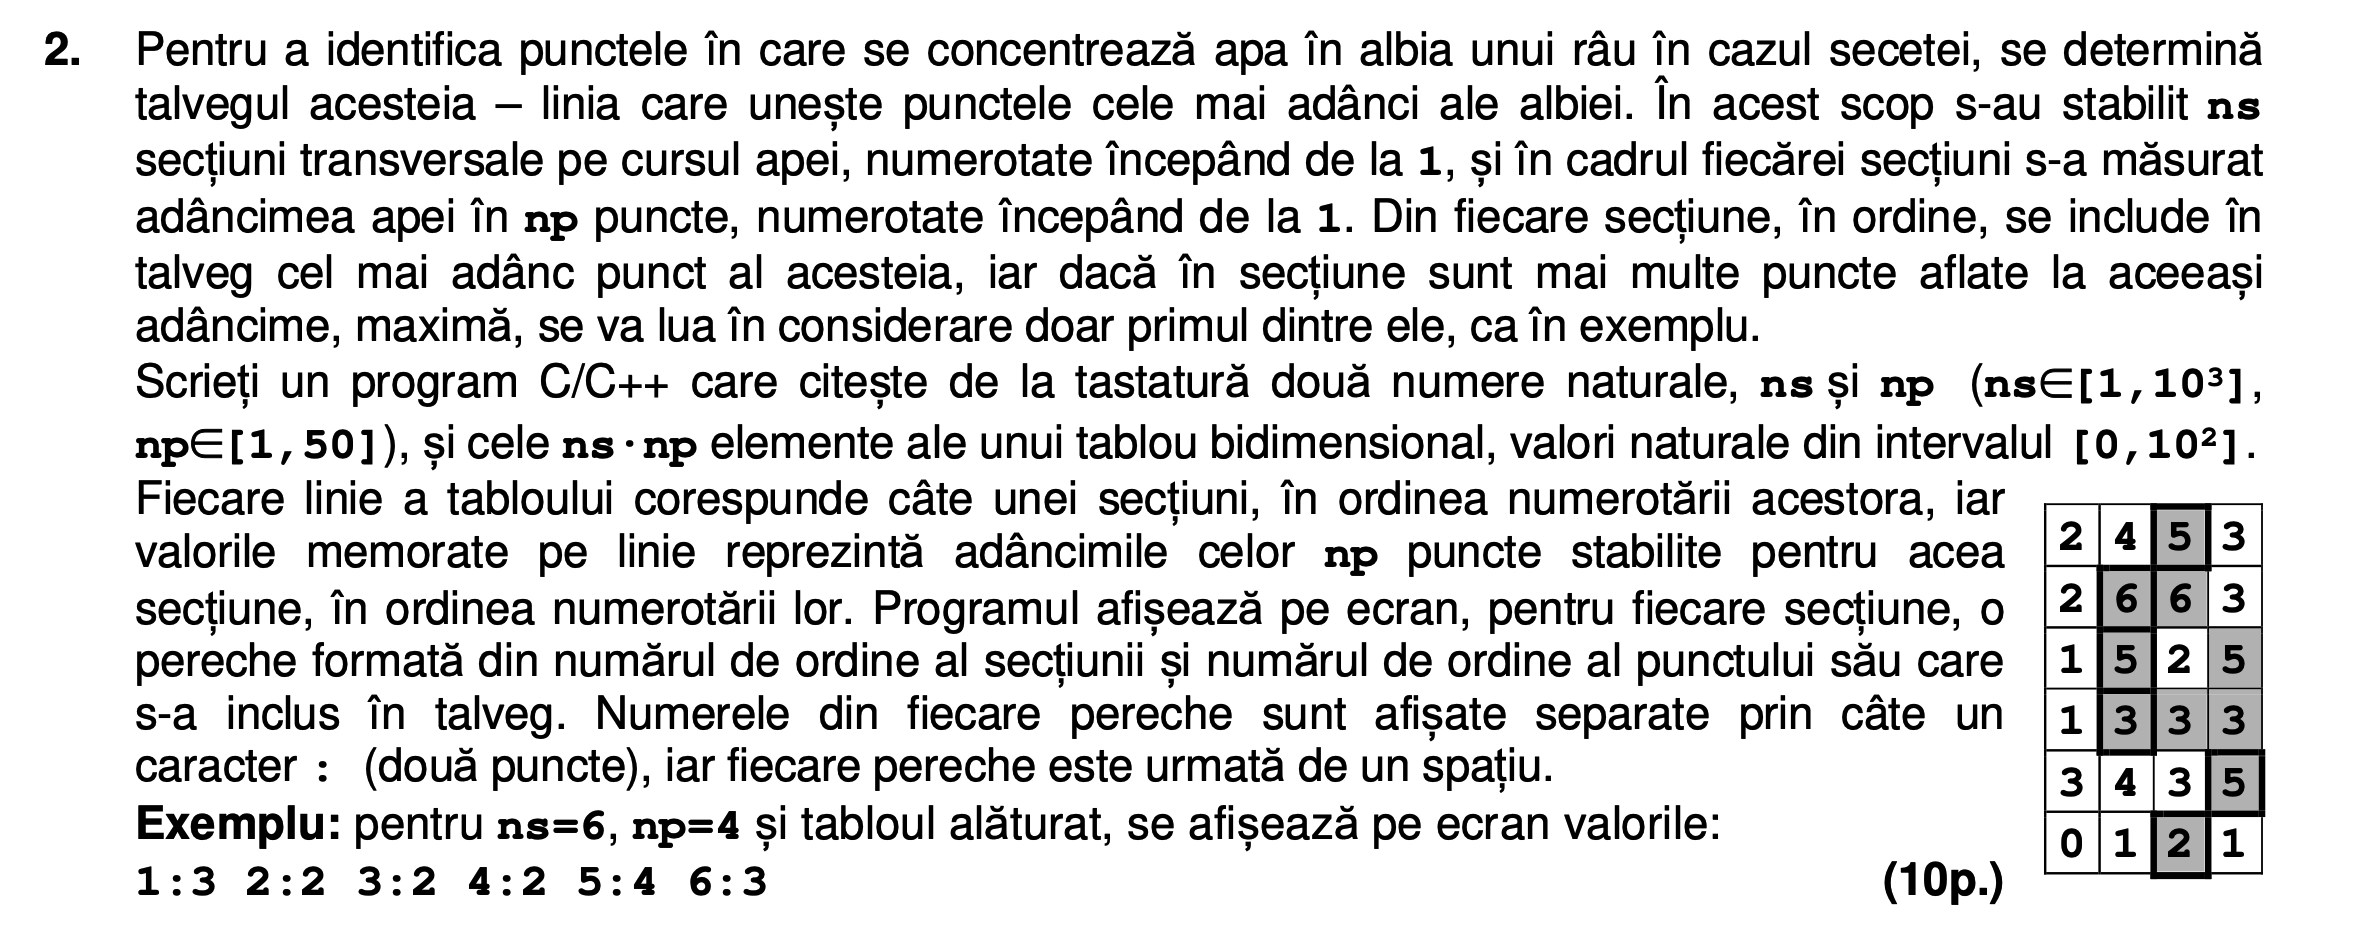 2. Pentru a identifica punctele în care se concentrează apa în albia unui râu în cazul secetei, se determină
talvegul acesteia – linia care unește punctele cele mai adânci ale albiei. În acest scop s-au stabilit ns
secțiuni transversale pe cursul apei, numerotate începând de la 1, și în cadrul fiecărei secțiuni s-a măsurat
adâncimea apei în np puncte, numerotate începând de la 1. Din fiecare secțiune, în ordine, se include în
talveg cel mai adânc punct al acesteia, iar dacă în secțiune sunt mai multe puncte aflate la aceeași
adâncime, maximă, se va lua în considerare doar primul dintre ele, ca în exemplu.
Scrieți un program C/C++ care citește de la tastatură două numere naturale, ns și np (ns∈[1,10³],
np∈[1,50]), și cele ns·np elemente ale unui tablou bidimensional, valori naturale din intervalul [0,10²].
Fiecare linie a tabloului corespunde câte unei secțiuni, în ordinea numerotării acestora, iar
valorile memorate pe linie reprezintă adâncimile celor np puncte stabilite pentru acea
secțiune, în ordinea numerotării lor. Programul afișează pe ecran, pentru fiecare secțiune, o
pereche formată din numărul de ordine al secțiunii și numărul de ordine al punctului său care
s-a inclus în talveg. Numerele din fiecare pereche sunt afișate separate prin câte un
caracter : (două puncte), iar fiecare pereche este urmată de un spațiu.
Exemplu: pentru ns=6, np=4 și tabloul alăturat, se afișează pe ecran valorile:
1:3 2:2 3:2 4:2 5:4 6:3 (10p.)
2 4 5 3
2 6 6 3
1 5 2 5
1 3 3 3
3 4 3 5
0 1 2 1